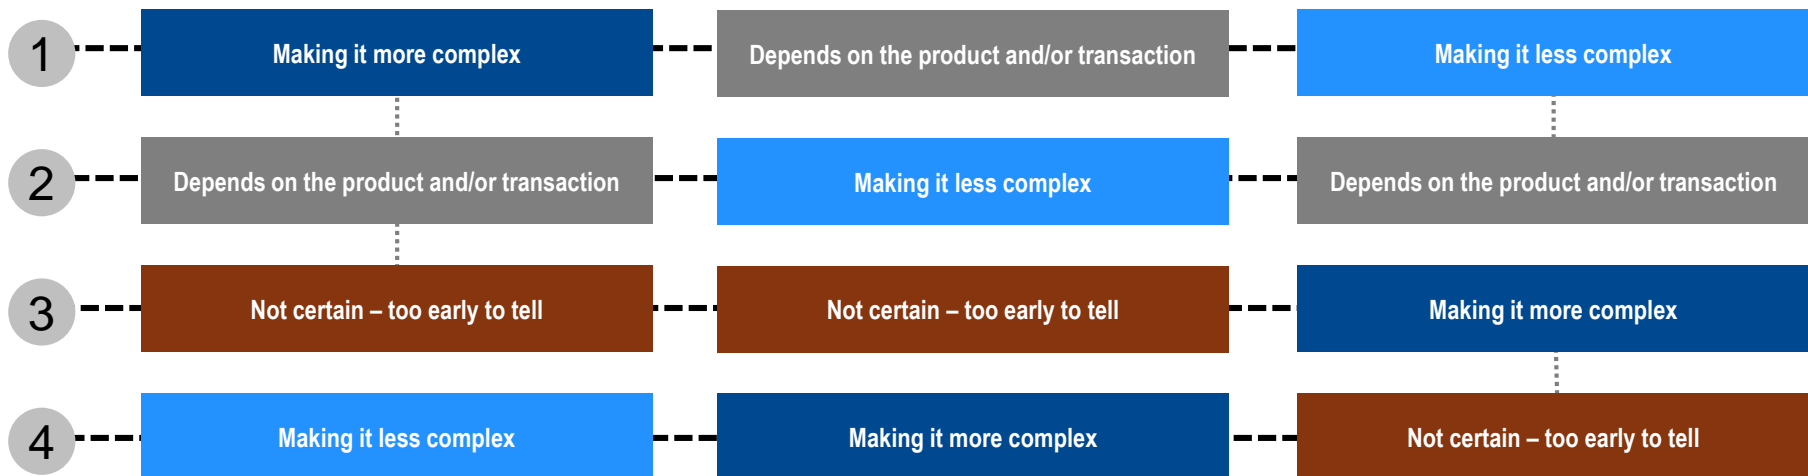 1
Making it more complex
Depends on the product and/or transaction
Making it less complex
2
Depends on the product and/or transaction
Making it less complex
Depends on the product and/or transaction
3
Not certain – too early to tell
Not certain – too early to tell
Making it more complex
4
Making it less complex
Making it more complex
Not certain – too early to tell